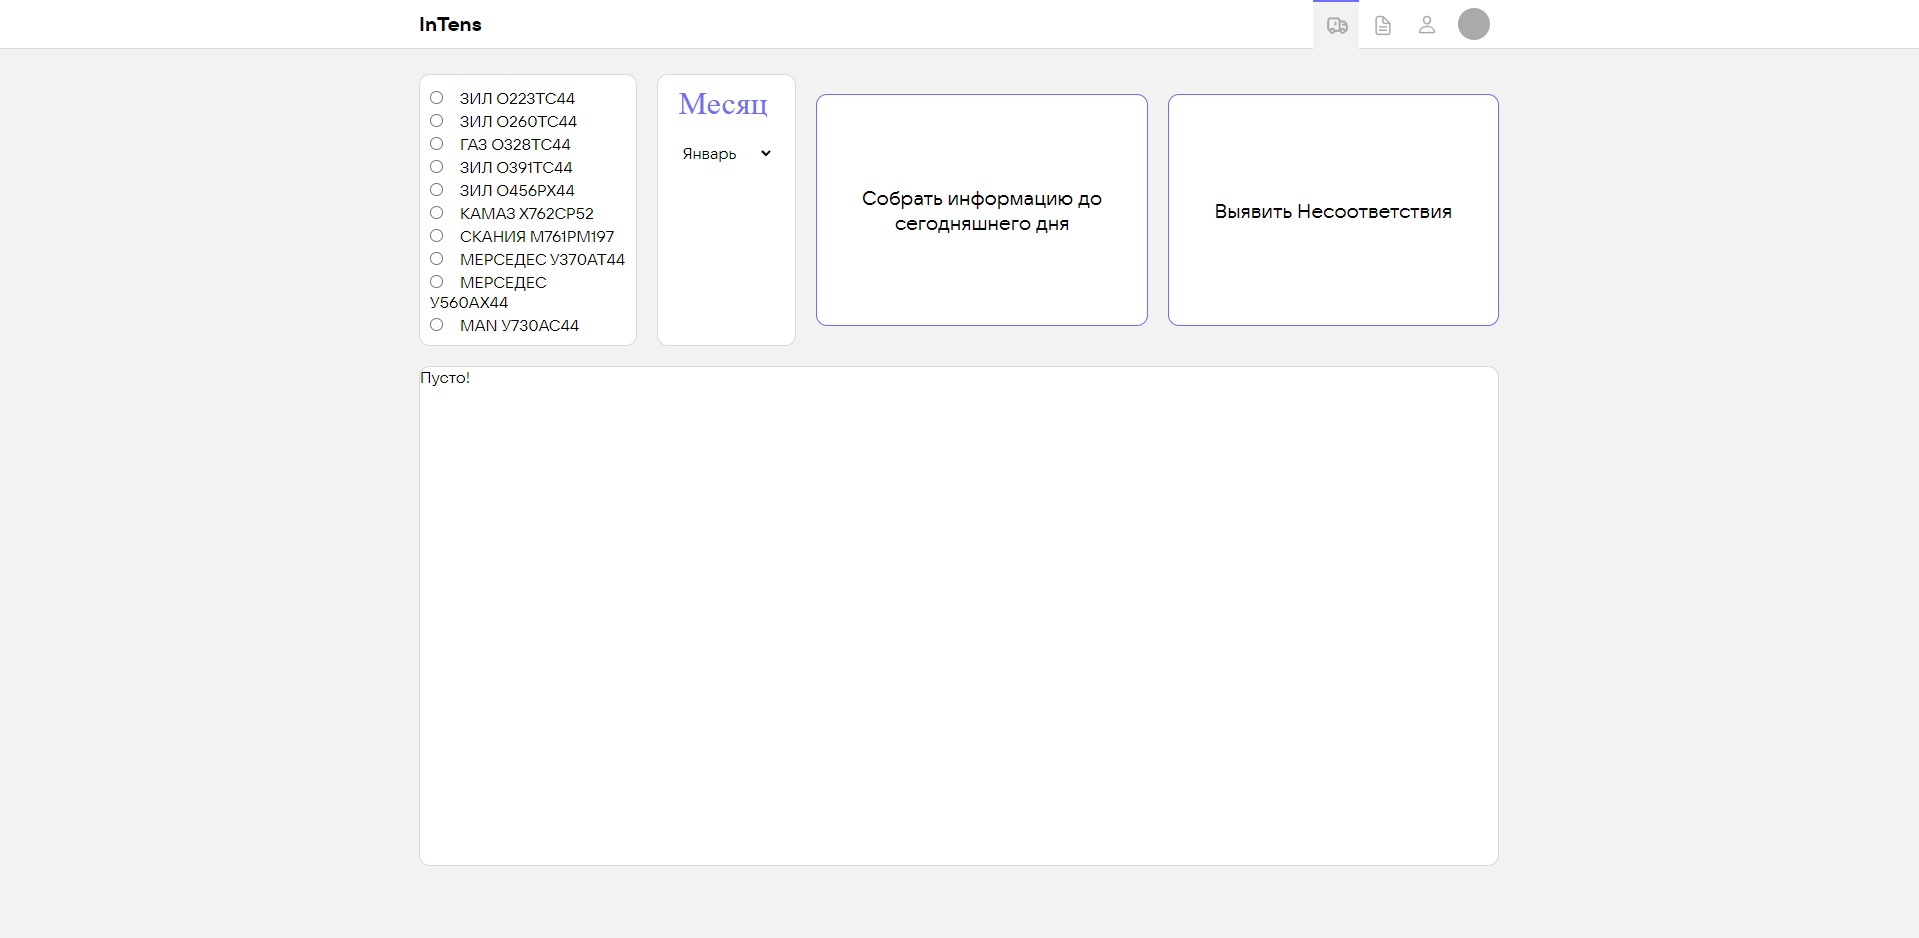 InTens
ЗИЛ О223ТС44
ЗИЛ О260ТС44
ГАЗ О328ТС44
ЗИЛ О391ТС44
ЗИЛ О456РХ44
КАМАЗ Х762СР52
СКАНИЯ М761РМ197
МЕРСЕДЕС У370АТ44
МЕРСЕДЕС
У560АХ44
MAN У730АС44
Месяц
Январь
Собрать информацию до
сегодняшнего дня
Выявить Несоответствия
Пусто!